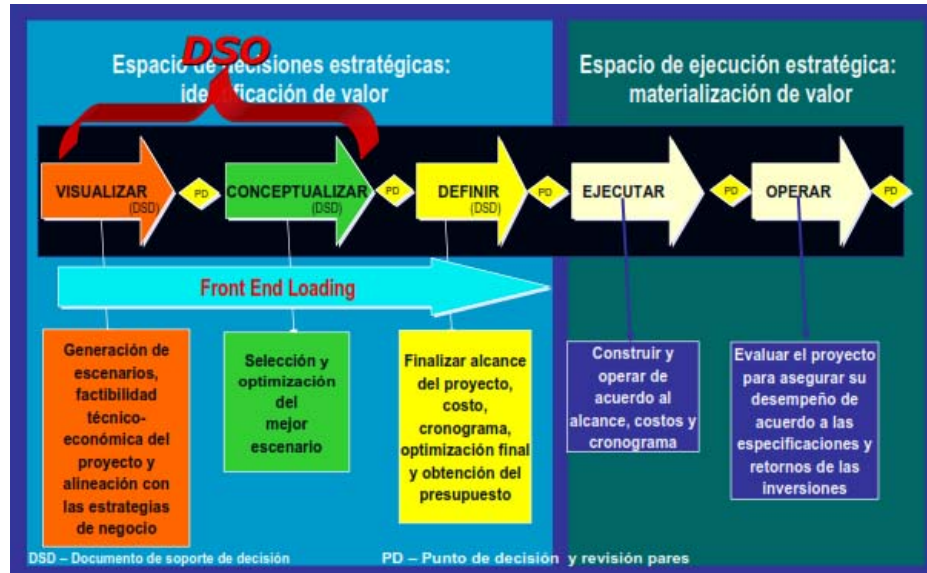 DSO
Espacio de decisiones estratégicas:
identificación de valor
Espacio de ejecución estratégica:
materialización de valor
VISUALIZAR
(DSD)
PD
CONCEPTUALIZAR
(DSD)
PD
DEFINIR
(DSD)
PD
EJECUTAR
PD
OPERAR
PD
Front End Loading
Generación de
escenarios,
factibilidad
técnico-
económica del
proyecto y
alineación con
las estrategias
de negocio
Selección y
optimización
del
mejor
escenario
Finalizar alcance
del proyecto,
costo,
cronograma,
optimización final
y obtención del
presupuesto
Construir y
operar de
acuerdo al
alcance, costos y
cronograma
Evaluar el proyecto
para asegurar su
desempeño de
acuerdo a las
especificaciones y
retornos de las
inversiones
DSD – Documento de soporte de decisión
PD – Punto de decisión y revisión pares